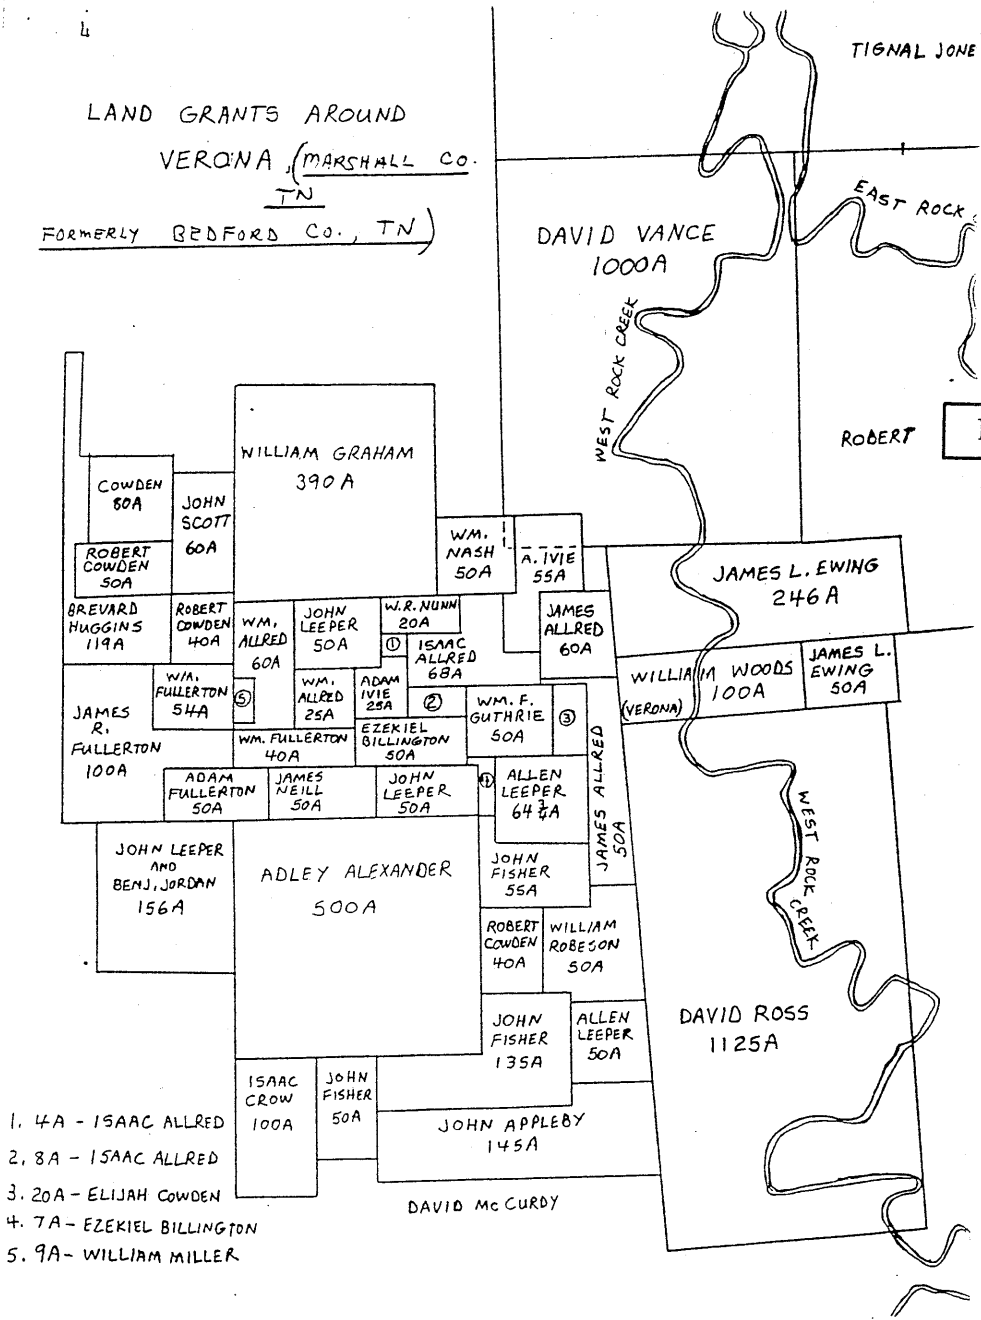 4
LAND GRANTS AROUND
VERONA, (MARSHALL CO.
TN
FORMERLY BEDFORD CO., TN)
TIGNAL JONE
EAST ROCK
DAVID VANCE
1000A
WEST ROCK CREEK
ROBERT
WILLIAM GRAHAM
390A
COWDEN
80A
JOHN
SCOTT
60A
ROBERT
COWDEN
50A
WM.
NASH
50A
A. IVIE
55A
JAMES L. EWING
246A
BREVARD
HUGGINS
119A
ROBERT
COWDEN
40A
WM.
ALLRED
60A
JOHN
LEEPER
50A
W.R. NUNN
20A
1
ISAAC
ALLRED
68A
JAMES
ALLRED
60A
WILLIAM WOODS
100A
(VERONA)
JAMES L.
EWING
50A
WM.
FULLERTON
54A
5
WM.
ALLRED
25A
ADAM
IVIE
25A
2
WM. F.
GUTHRIE
50A
3
JAMES
R.
FULLERTON
100A
WM. FULLERTON
40A
EZEKIEL
BILLINGTON
50A
ADAM
FULLERTON
50A
JAMES
NEILL
50A
JOHN
LEEPER
50A
4
ALLEN
LEEPER
64 3/4A
JAMES ALLRED
50A
WEST ROCK CREEK
JOHN LEEPER
AND
BENJ. JORDAN
156A
ADLEY ALEXANDER
500A
JOHN
FISHER
55A
ROBERT
COWDEN
40A
WILLIAM
ROBESON
50A
JOHN
FISHER
135A
ALLEN
LEEPER
50A
DAVID ROSS
1125A
ISAAC
CROW
100A
JOHN
FISHER
50A
JOHN APPLEBY
145A
DAVID McCURDY
1. 4A - ISAAC ALLRED
2. 8A - ISAAC ALLRED
3. 20A - ELIJAH COWDEN
4. 7A - EZEKIEL BILLINGTON
5. 9A - WILLIAM MILLER